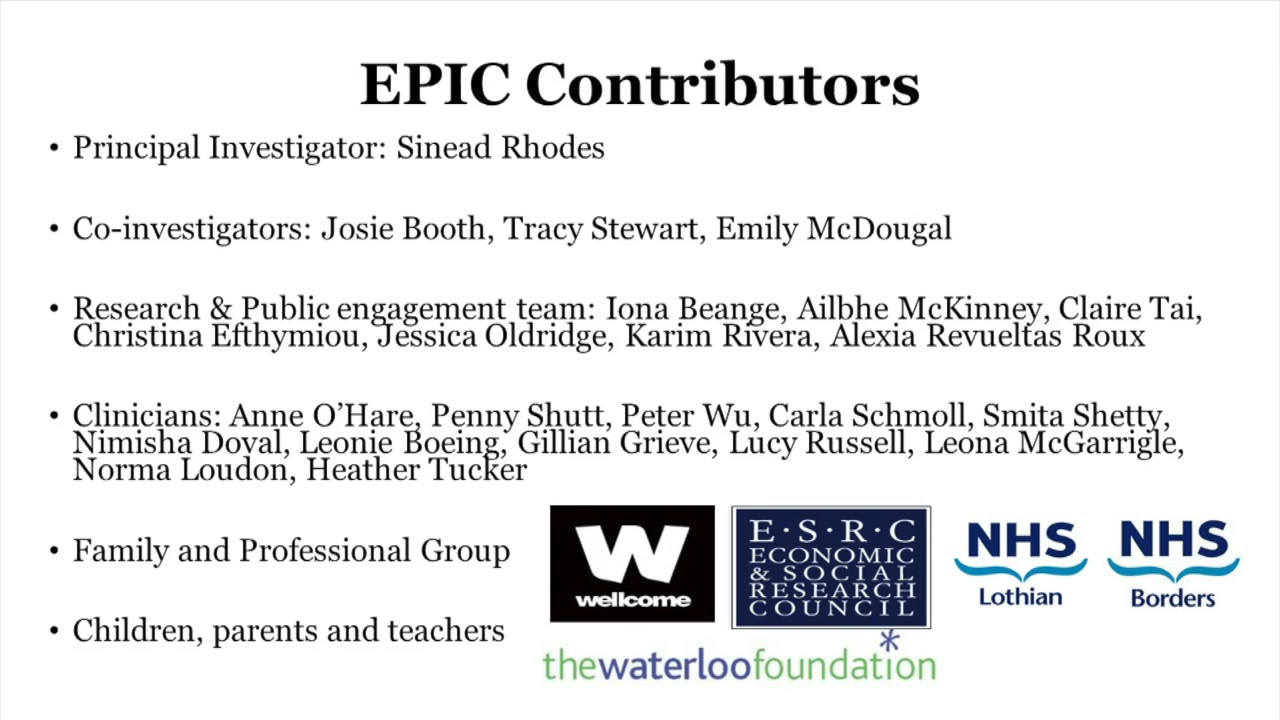 EPIC Contributors
• Principal Investigator: Sinead Rhodes
• Co-investigators: Josie Booth, Tracy Stewart, Emily McDougal
• Research & Public engagement team: Iona Beange, Ailbhe McKinney, Claire Tai,
Christina Efthymiou, Jessica Oldridge, Karim Rivera, Alexia Revueltas Roux
• Clinicians: Anne O’Hare, Penny Shutt, Peter Wu, Carla Schmoll, Smita Shetty,
Nimisha Doyal, Leonie Boeing, Gillian Grieve, Lucy Russell, Leona McGarrigle,
Norma Loudon, Heather Tucker
• Family and Professional Group
• Children, parents and teachers
W
wellcome
E·S·R·C
ECONOMIC
& SOCIAL
RESEARCH
COUNCIL
NHS
Lothian
NHS
Borders
thewaterloofoundation